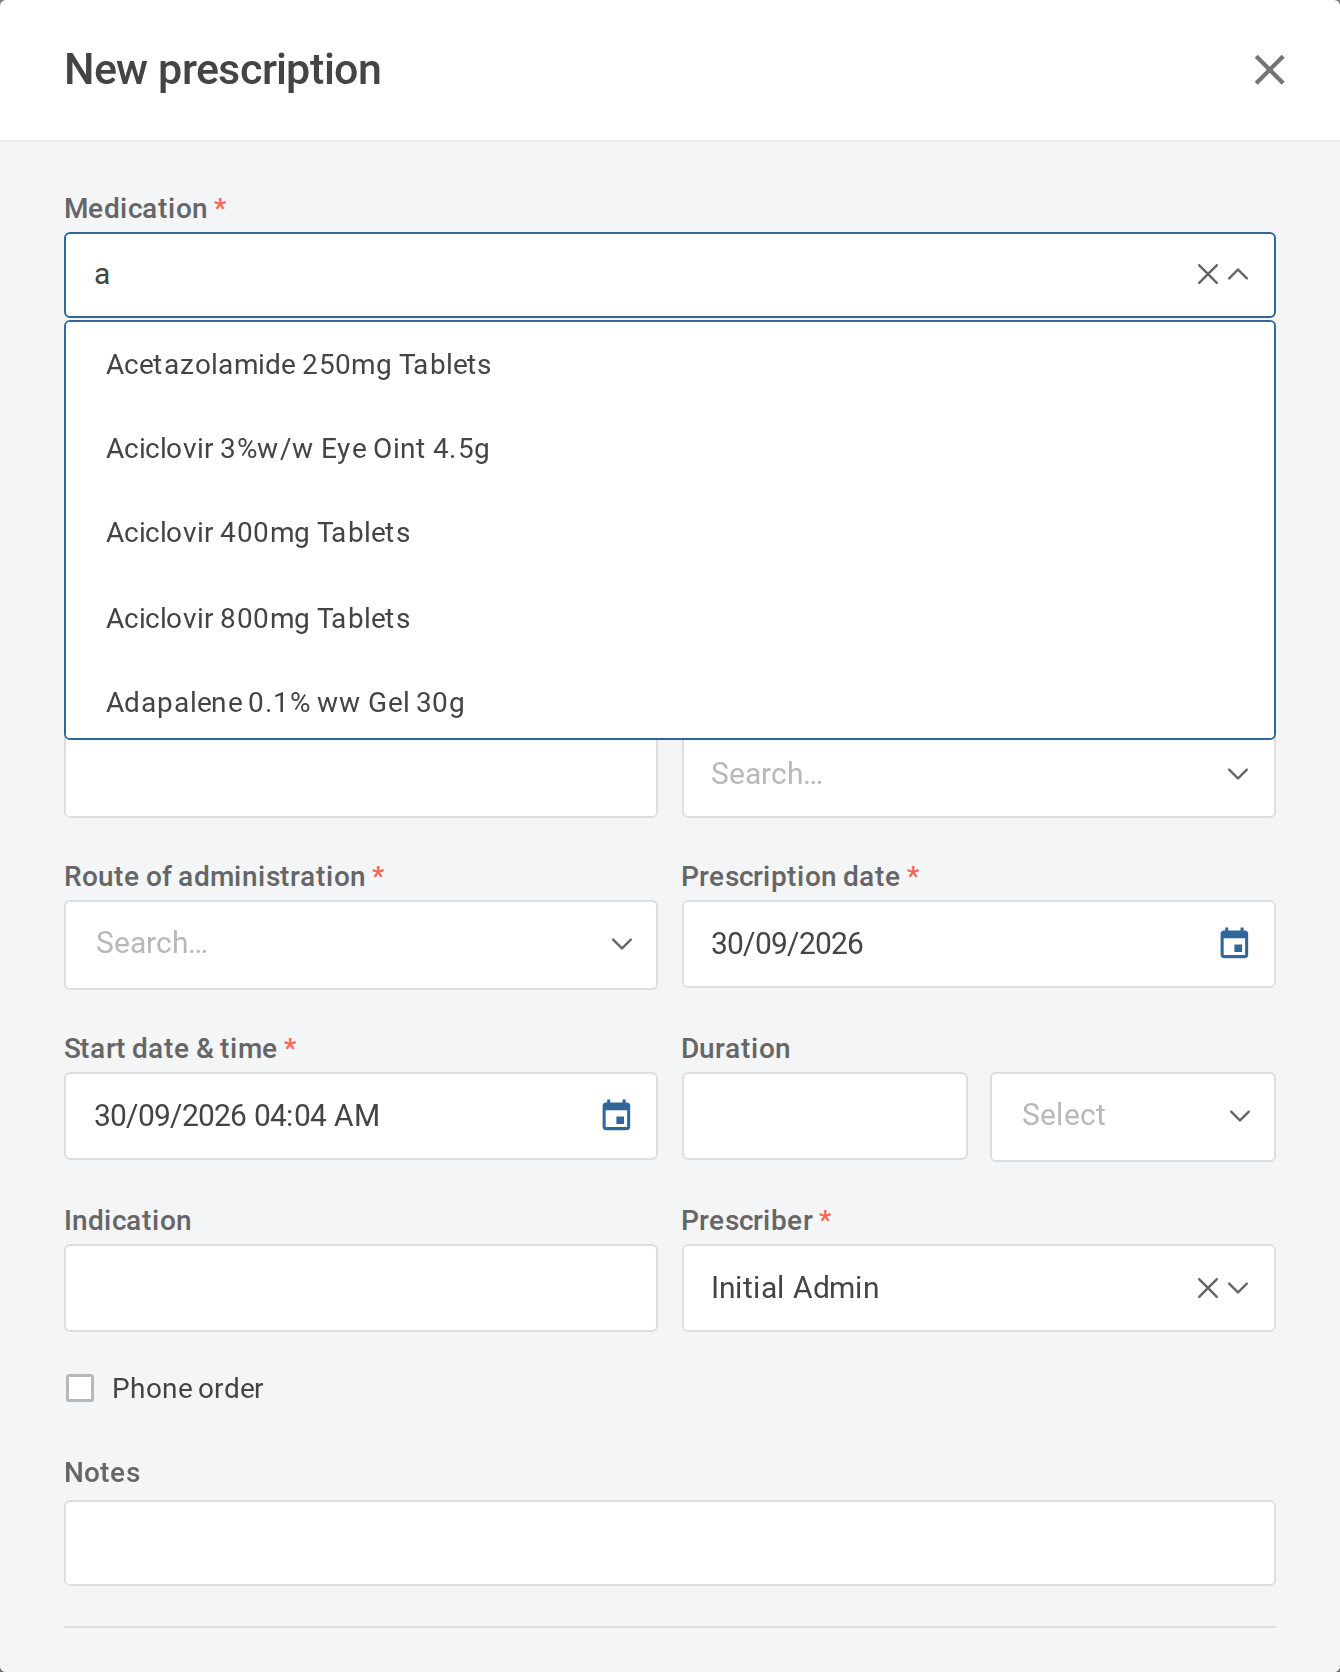 New prescription
Medication *
a
Acetazolamide 250mg Tablets
Aciclovir 3%w/w Eye Oint 4.5g
Aciclovir 400mg Tablets
Aciclovir 800mg Tablets
Adapalene 0.1% ww Gel 30g
Search...
Route of administration * Prescription date *
Search... 30/09/2026
Start date & time * Duration
30/09/2026 04:04 AM Select
Indication Prescriber *
Initial Admin
Phone order
Notes